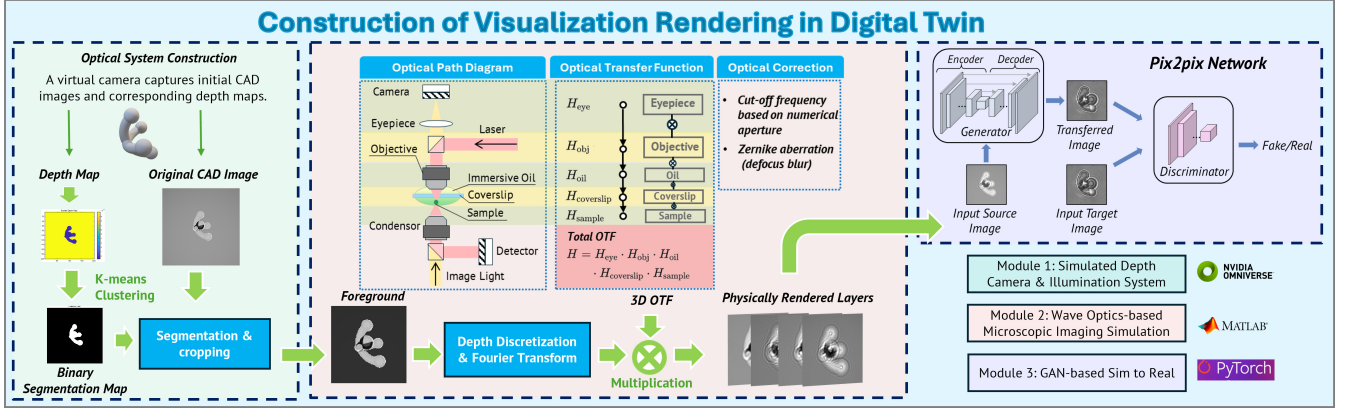 Construction of Visualization Rendering in Digital Twin
Optical System Construction
A virtual camera captures initial CAD
images and corresponding depth maps.
Depth Map
Original CAD Image
K-means
Clustering
Binary
Segmentation Map
Segmentation &
cropping
Optical Path Diagram
Camera
Eyepiece
Laser
Objective
Immersive Oil
Coverslip
Sample
Condenser
Detector
Image Light
Optical Transfer Function
H_eye
Eyepiece
H_obj
Objective
H_oil
Oil
H_coverslip
Coverslip
H_sample
Sample
Total OTF
H = H_eye · H_obj · H_oil
· H_coverslip · H_sample
Optical Correction
• Cut-off frequency
based on numerical
aperture
• Zernike aberration
(defocus blur)
Foreground
Depth Discretization
& Fourier Transform
3D OTF
Multiplication
Physically Rendered Layers
Pix2pix Network
Encoder
Decoder
Generator
Transferred
Image
Discriminator
Fake/Real
Input Source
Image
Input Target
Image
Module 1: Simulated Depth
Camera & Illumination System
NVIDIA
OMNIVERSE
Module 2: Wave Optics-based
Microscopic Imaging Simulation
MATLAB
Module 3: GAN-based Sim to Real
PyTorch